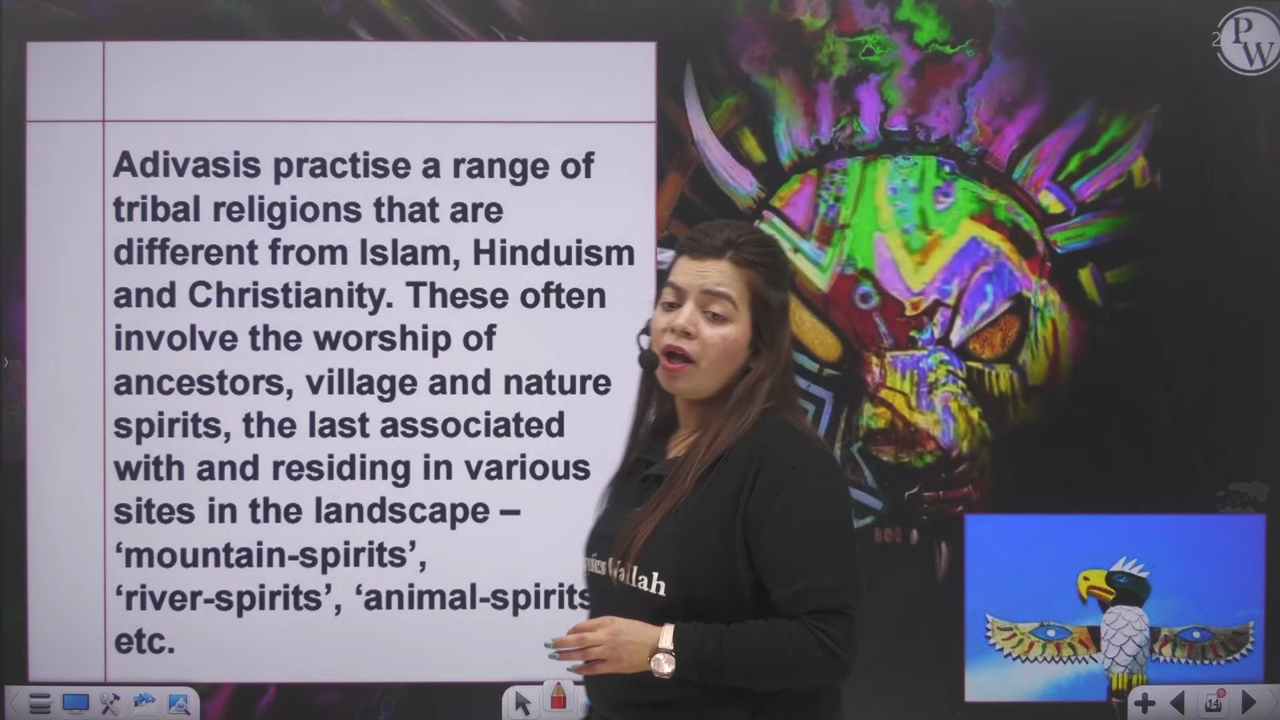 PW
Adivasis practise a range of
tribal religions that are
different from Islam, Hinduism
and Christianity. These often
involve the worship of
ancestors, village and nature
spirits, the last associated
with and residing in various
sites in the landscape –
‘mountain-spirits’,
‘river-spirits’, ‘animal-spirits
etc.
Wallah
14